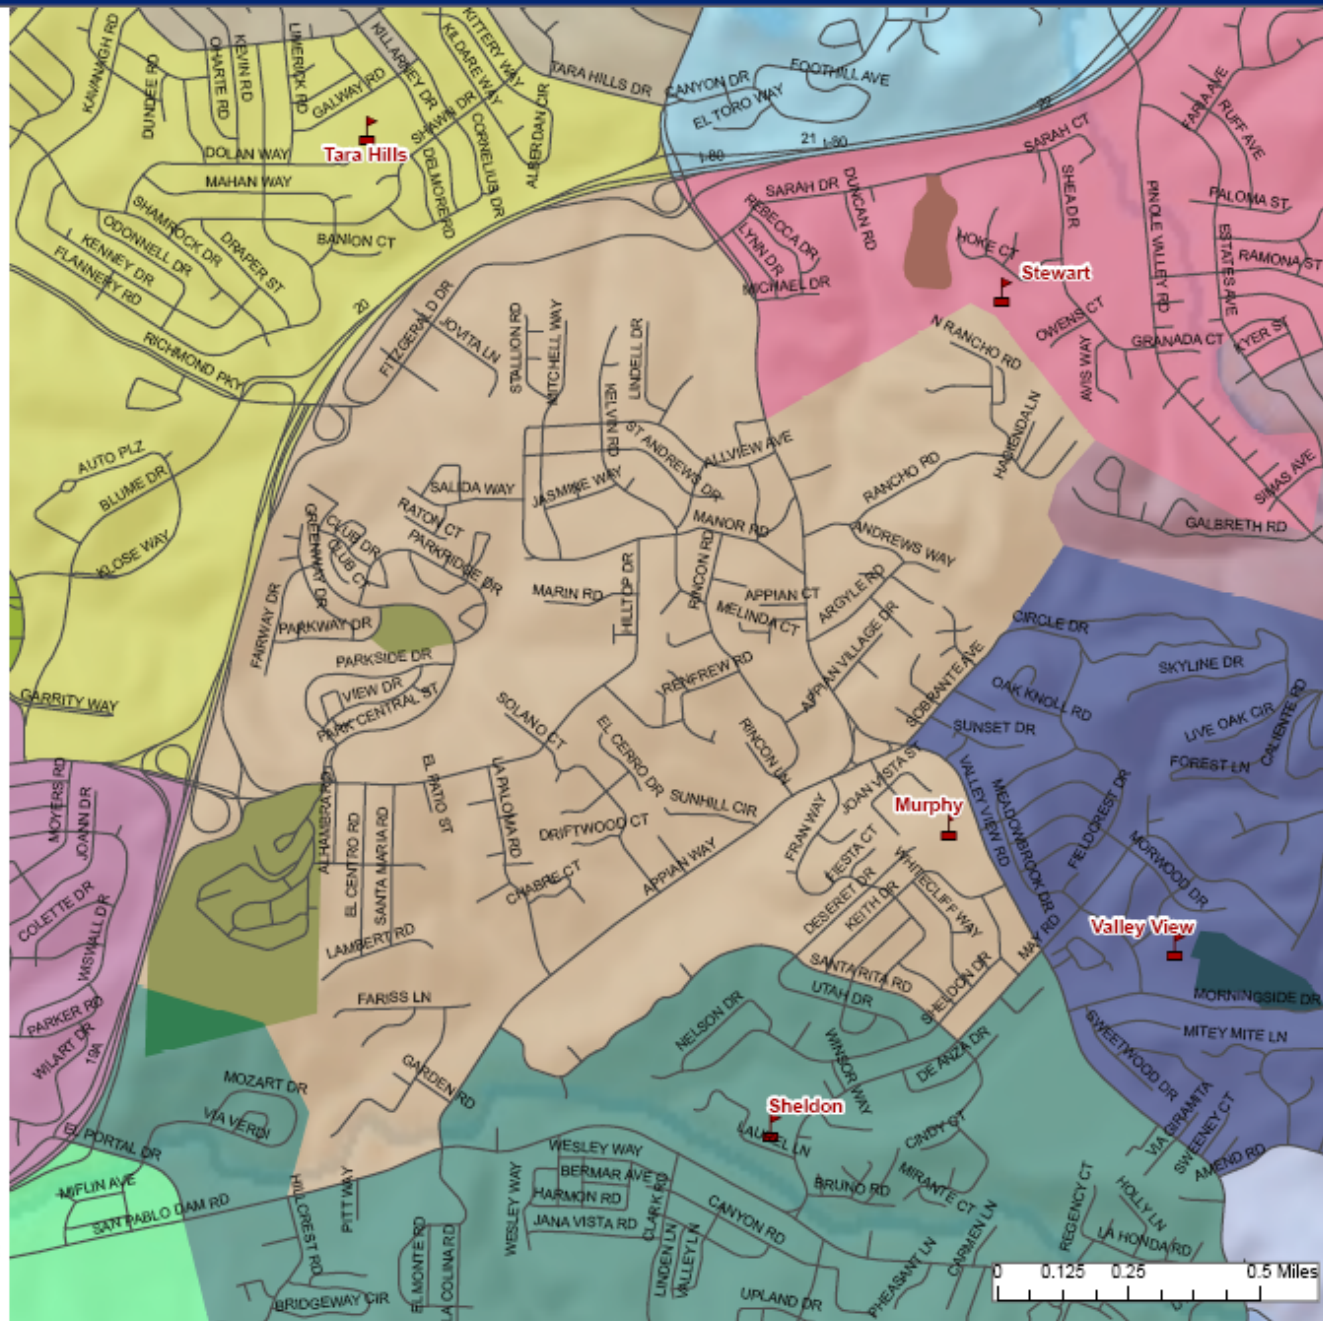 KAVANAGH RD
DUNDEE RD
OHARTE RD
KEVIN RD
LIMERICK RD
GALWAY RD
KILLARNEY DR
KILDARE WAY
KITTERY WAY
SHAWN DR
CORNELIUS DR
DELMORE RD
ALBERDAN CIR
TARA HILLS DR
CANYON DR
FOOTHILL AVE
EL TORO WAY
22
21
I-80
I-80
Tara Hills
DOLAN WAY
MAHAN WAY
SHAMROCK DR
ODONNELL DR
KENNEY DR
FLANNERY RD
DRAPER ST
BANION CT
RICHMOND PKY
20
SARAH CT
SARAH DR
DUNCAN RD
REBECCA DR
LYNN DR
MICHAEL DR
HOKE CT
SHEA DR
Stewart
PINOLE VALLEY RD
FARIA AVE
RUFF AVE
PALOMA ST
ESTATES AVE
RAMONA ST
KYER ST
OWENS CT
AVIS WAY
GRANADA CT
SIMAS AVE
GALBRETH RD
N RANCHO RD
HACIENDA LN
RANCHO RD
FITZGERALD DR
JOVITA LN
STALLION RD
MITCHELL WAY
LINDELL DR
KELVIN RD
ST ANDREWS DR
ALLVIEW AVE
AUTO PLZ
BLUME DR
KLOSE WAY
GARRITY WAY
SALIDA WAY
JASMINE WAY
RATON CT
PARKRIDGE DR
CLUB DR
CLUB CT
GREENWAY DR
FAIRWAY DR
PARKWAY DR
PARKSIDE DR
VIEW DR
PARK CENTRAL ST
MANOR RD
MARIN RD
HILLTOP DR
RINCON RD
APPIAN CT
MELINDA CT
ANDREWS WAY
ARGYLE RD
APPIAN VILLAGE DR
SOBRANTE AVE
RENFREW RD
RINCON LN
CIRCLE DR
SKYLINE DR
OAK KNOLL RD
SUNSET DR
LIVE OAK CIR
CALIENTE RD
FOREST LN
SOLANO CT
EL CERRO DR
SUNHILL CIR
DRIFTWOOD CT
CHABRE CT
APPIAN WAY
LA PALOMA RD
EL PATIO ST
ALHAMBRA RD
EL CENTRO RD
SANTA MARIA RD
LAMBERT RD
FARISS LN
GARDEN RD
JOAN VISTA ST
Murphy
FRAN WAY
FIESTA CT
DESERET DR
KEITH DR
WHITECLIFF WAY
SANTA RITA RD
SHELDON DR
MAY RD
VALLEY VIEW RD
MEADOWBROOK DR
FIELDCREST DR
MORWOOD DR
Valley View
MORNINGSIDE DR
MITEY MITE LN
SWEETWOOD DR
VIA GIRAMITA
SWEENEY CT
AMEND RD
MOYERS RD
JOANN DR
COLETTE DR
WISWALL DR
PARKER RD
WILART DR
19A
EL PORTAL DR
MIFLIN AVE
SAN PABLO DAM RD
MOZART DR
VIA VERDI
HILLCREST RD
PITT WAY
BRIDGEWAY CIR
EL MONTE RD
LA COLINA RD
NELSON DR
UTAH DR
WINSOR WAY
DE ANZA DR
Sheldon
LAUREL LN
CINDY ST
BRUNO RD
MIRANTE CT
WESLEY WAY
WESLEY WAY
BERMAR AVE
HARMON RD
JANA VISTA RD
CLARK RD
LINDEN LN
VALLEY LN
CANYON RD
UPLAND DR
PHEASANT LN
CARMEN LN
REGENCY CT
HOLLY LN
LA HONDA RD
0 0.125 0.25 0.5 Miles